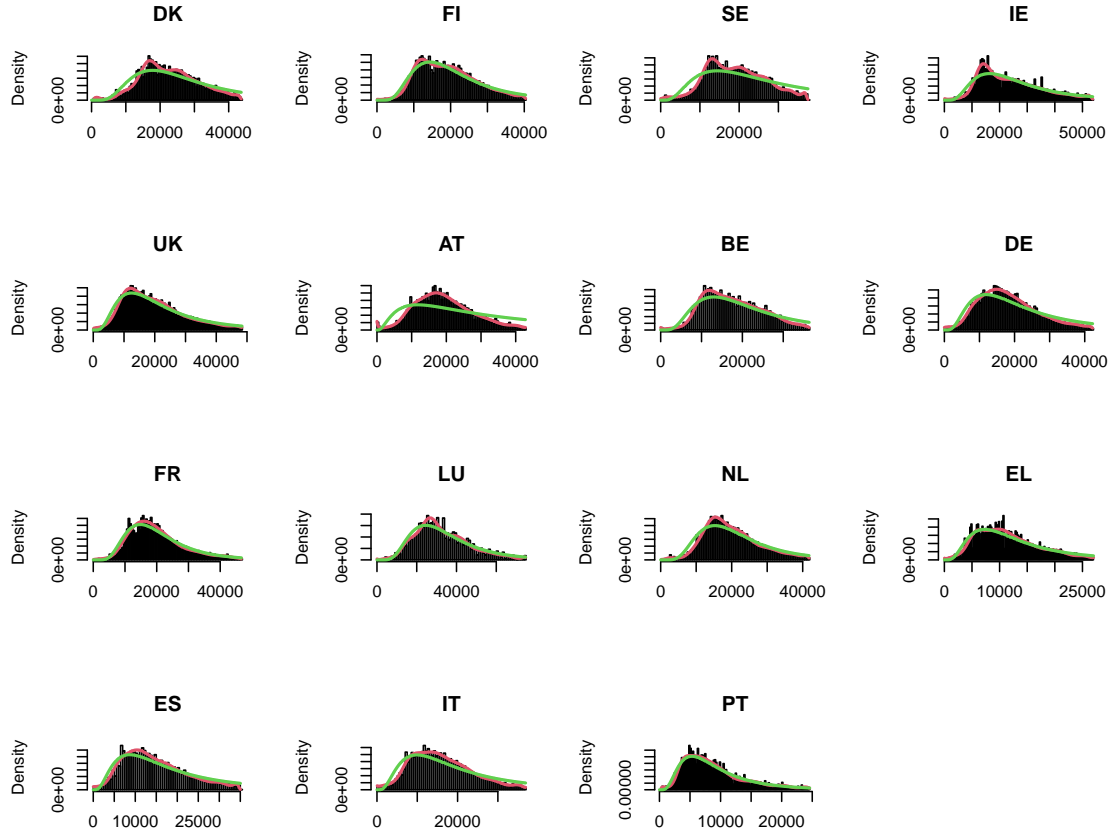 DK FI SE IE
Density Density Density Density
0e+00 0e+00 0e+00 0e+00
0 20000 40000 0 20000 40000 0 20000 0 20000 50000
UK AT BE DE
Density Density Density Density
0e+00 0e+00 0e+00 0e+00
0 20000 40000 0 20000 40000 0 20000 0 20000 40000
FR LU NL EL
Density Density Density Density
0e+00 0e+00 0e+00 0e+00
0 20000 40000 0 40000 0 20000 40000 0 10000 25000
ES IT PT
Density Density Density
0e+00 0e+00 0.00000
0 10000 25000 0 20000 0 10000 20000